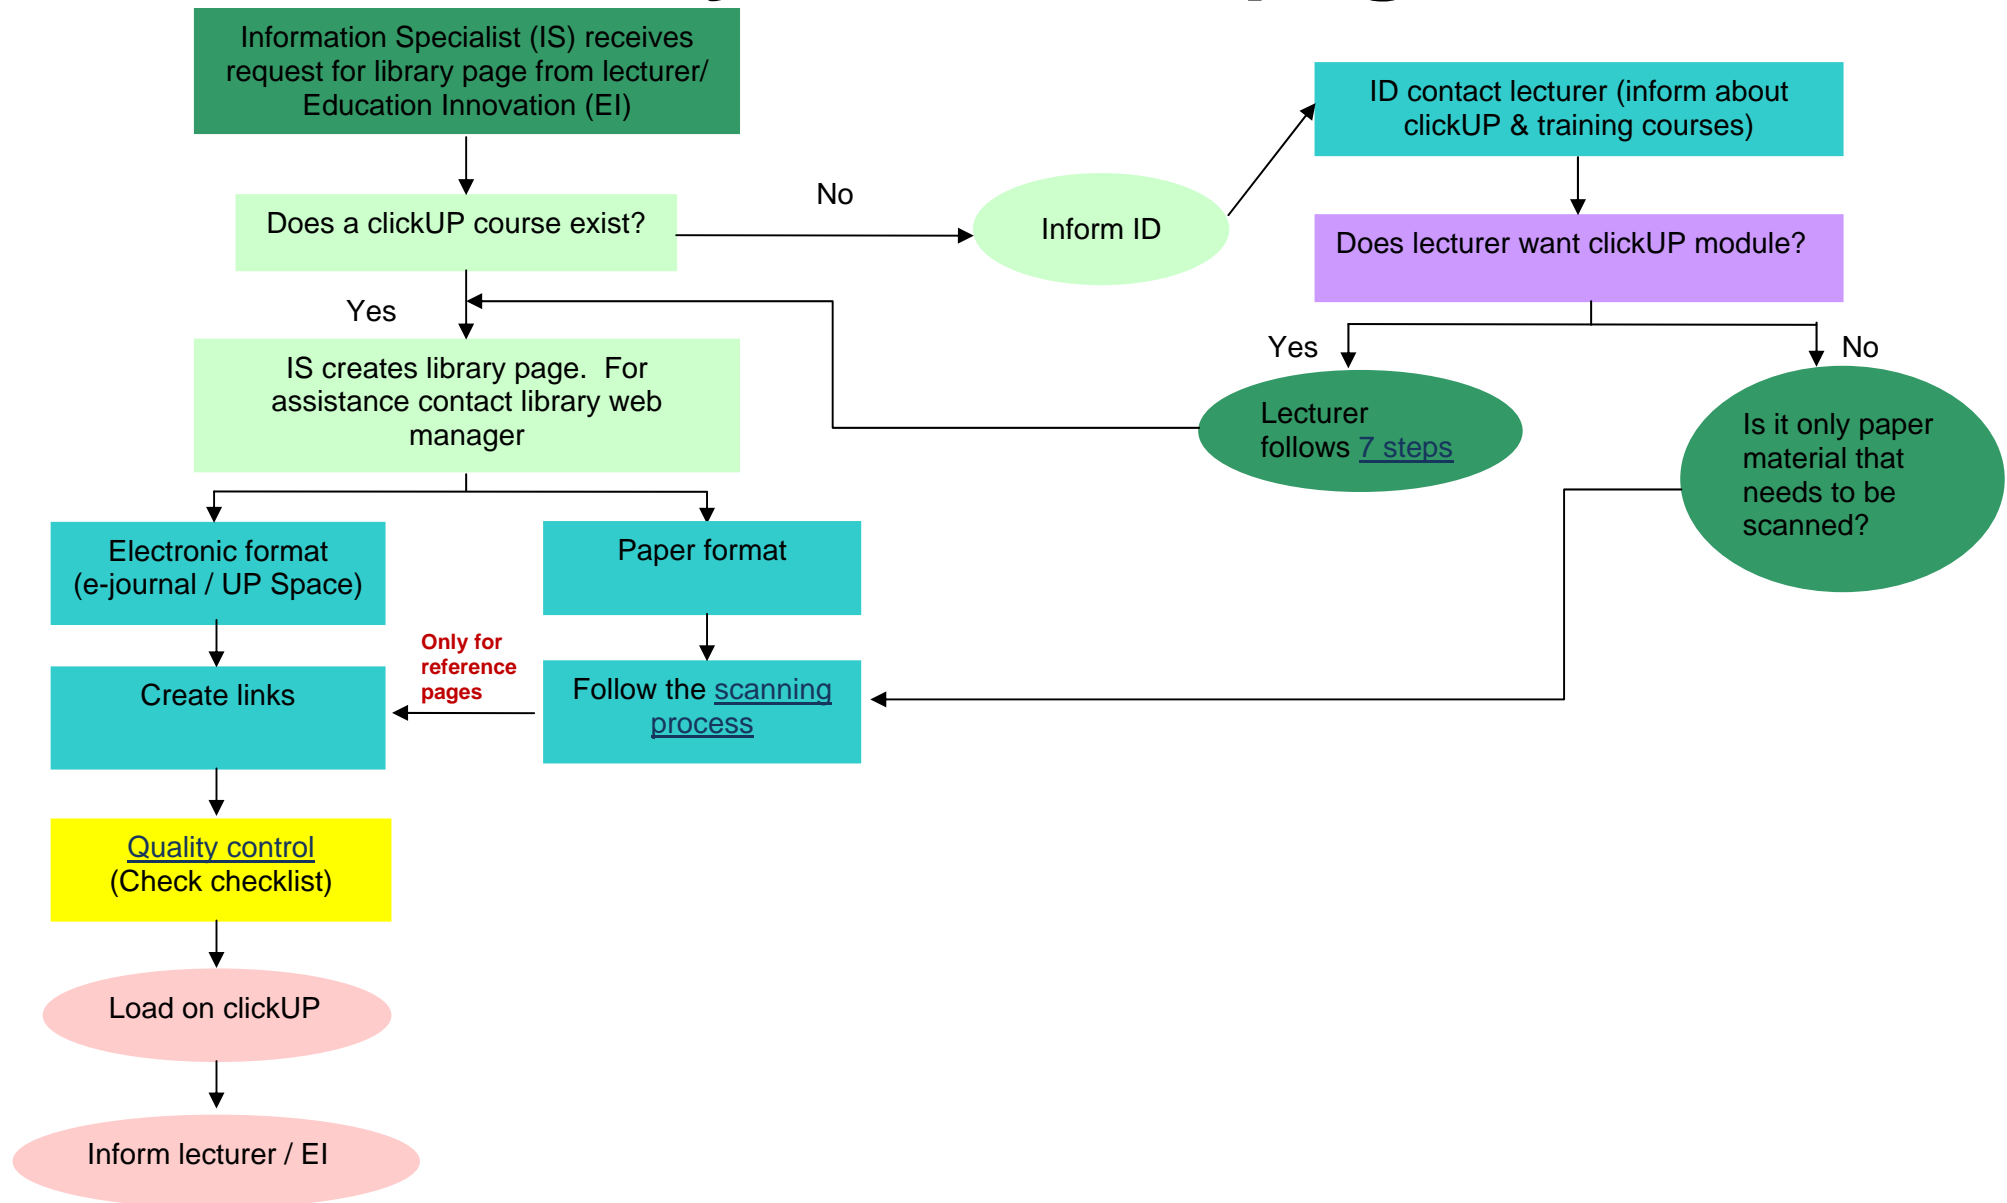 Information Specialist (IS) receives
request for library page from lecturer/
Education Innovation (EI)
ID contact lecturer (inform about
clickUP & training courses)
No
Does a clickUP course exist?
Inform ID
Does lecturer want clickUP module?
Yes
Yes
No
IS creates library page. For
assistance contact library web
manager
Lecturer
follows 7 steps
Is it only paper
material that
needs to be
scanned?
Electronic format
(e-journal / UP Space)
Paper format
Only for
reference
pages
Create links
Follow the scanning
process
Quality control
(Check checklist)
Load on clickUP
Inform lecturer / EI